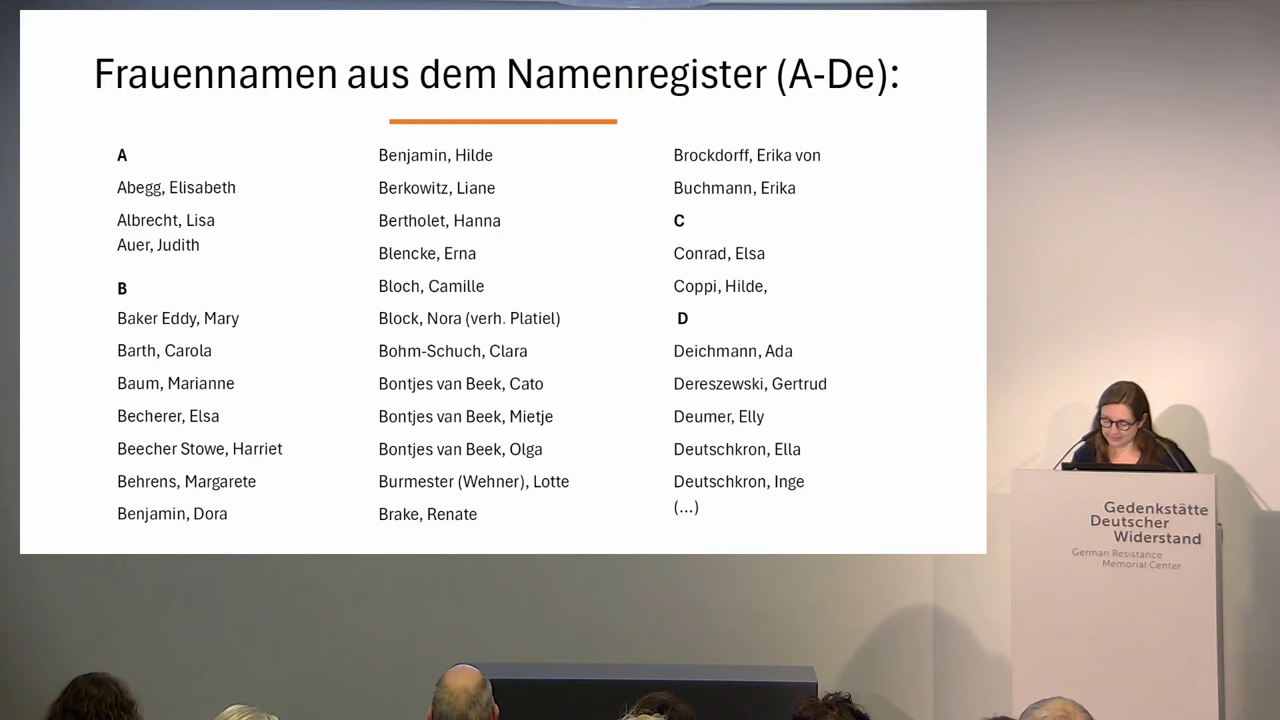 Frauennamen aus dem Namenregister (A-De):
A
Abegg, Elisabeth
Albrecht, Lisa
Auer, Judith
B
Baker Eddy, Mary
Barth, Carola
Baum, Marianne
Becherer, Elsa
Beecher Stowe, Harriet
Behrens, Margarete
Benjamin, Dora
Benjamin, Hilde
Berkowitz, Liane
Bertholet, Hanna
Blencke, Erna
Bloch, Camille
Block, Nora (verh. Platiel)
Bohm-Schuch, Clara
Bontjes van Beek, Cato
Bontjes van Beek, Mietje
Bontjes van Beek, Olga
Burmester (Wehner), Lotte
Brake, Renate
Brockdorff, Erika von
Buchmann, Erika
C
Conrad, Elsa
Coppi, Hilde,
D
Deichmann, Ada
Dereszewski, Gertrud
Deumer, Elly
Deutschkron, Ella
Deutschkron, Inge
(...)
Gedenkstätte
Deutscher
Widerstand
German Resistance
Memorial Center